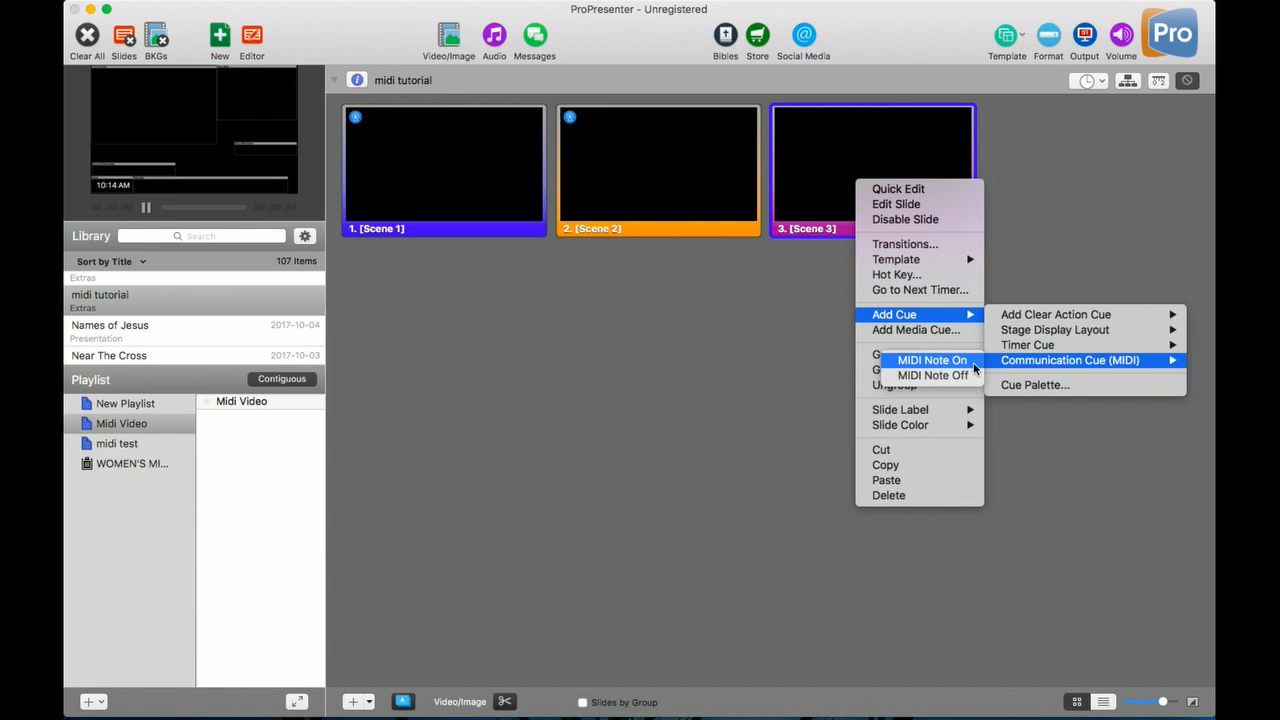 ProPresenter - Unregistered
Clear All
Slides
BKGs
New
Editor
Video/Image
Audio
Messages
Bibles
Store
Social Media
Template
Format
Output
Volume
Pro
10:14 AM
Library
Search
Sort by Title
107 Items
Extras
midi tutorial
Extras
Names of Jesus 2017-10-04
Presentation
Near The Cross 2017-10-03
Playlist
Contiguous
New Playlist
Midi Video
midi test
WOMEN'S MI...
Midi Video
midi tutorial
1. [Scene 1]
2. [Scene 2]
3. [Scene 3]
Quick Edit
Edit Slide
Disable Slide
Transitions...
Template
Hot Key...
Go to Next Timer...
Add Cue
Add Media Cue...
G
G
Ungroup
Slide Label
Slide Color
Cut
Copy
Paste
Delete
Add Clear Action Cue
Stage Display Layout
Timer Cue
Communication Cue (MIDI)
Cue Palette...
MIDI Note On
MIDI Note Off
Video/Image
Slides by Group